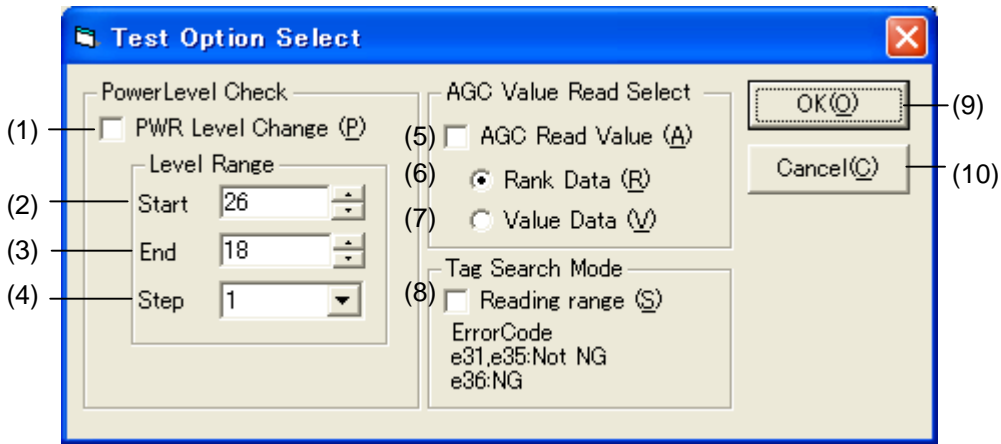 Test Option Select
PowerLevel Check
(1) PWR Level Change (P)
Level Range
(2) Start 26
(3) End 18
(4) Step 1
AGC Value Read Select
(5) AGC Read Value (A)
(6) Rank Data (R)
(7) Value Data (V)
Tag Search Mode
(8) Reading range (S)
ErrorCode
e31,e35:Not NG
e36:NG
OK(O) (9)
Cancel(C) (10)